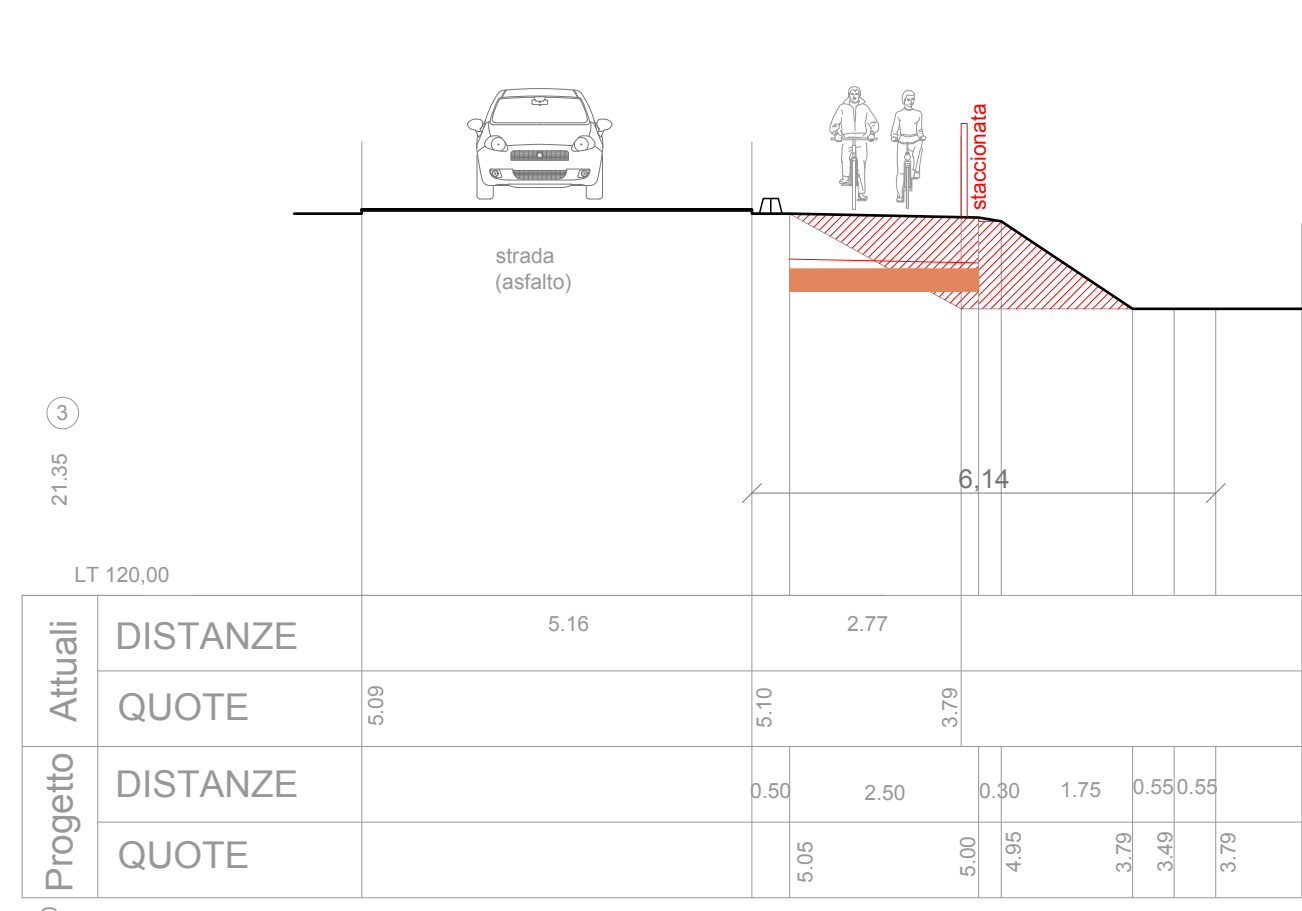 staccionata
strada
(asfalto)
3
21.35
6,14
LT 120,00
Attuali
DISTANZE
5.16
2.77
QUOTE
5.09
5.10
3.79
Progetto
DISTANZE
0.50
2.50
0.30
1.75
0.55
0.55
QUOTE
5.05
5.00
4.95
3.79
3.49
3.79